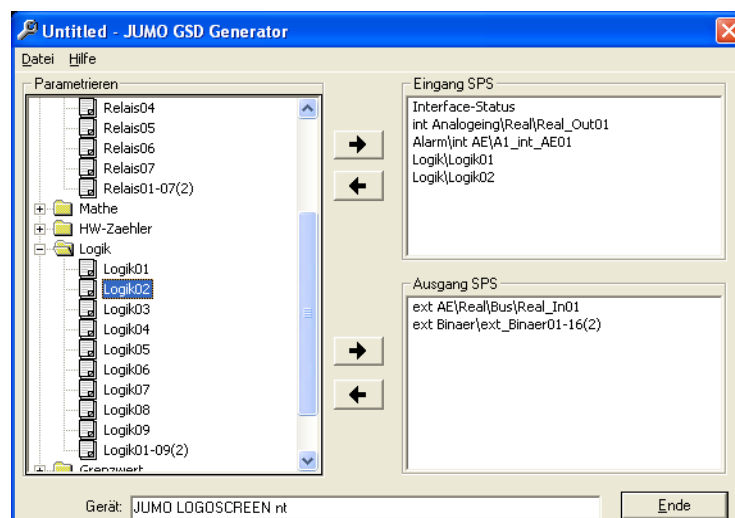 Untitled - JUMO GSD Generator
Datei Hilfe
Parametrieren
Relais04
Relais05
Relais06
Relais07
Relais01-07(2)
Mathe
HW-Zaehler
Logik
Logik01
Logik02
Logik03
Logik04
Logik05
Logik06
Logik07
Logik08
Logik09
Logik01-09(2)
Grenzwert
Eingang SPS
Interface-Status
int Analogeing\Real\Real_Out01
Alarm\int AE\A1_int_AE01
Logik\Logik01
Logik\Logik02
Ausgang SPS
ext AE\Real\Bus\Real_In01
ext Binaer\ext_Binaer01-16(2)
Gerät: JUMO LOGOSCREEN nt
Ende